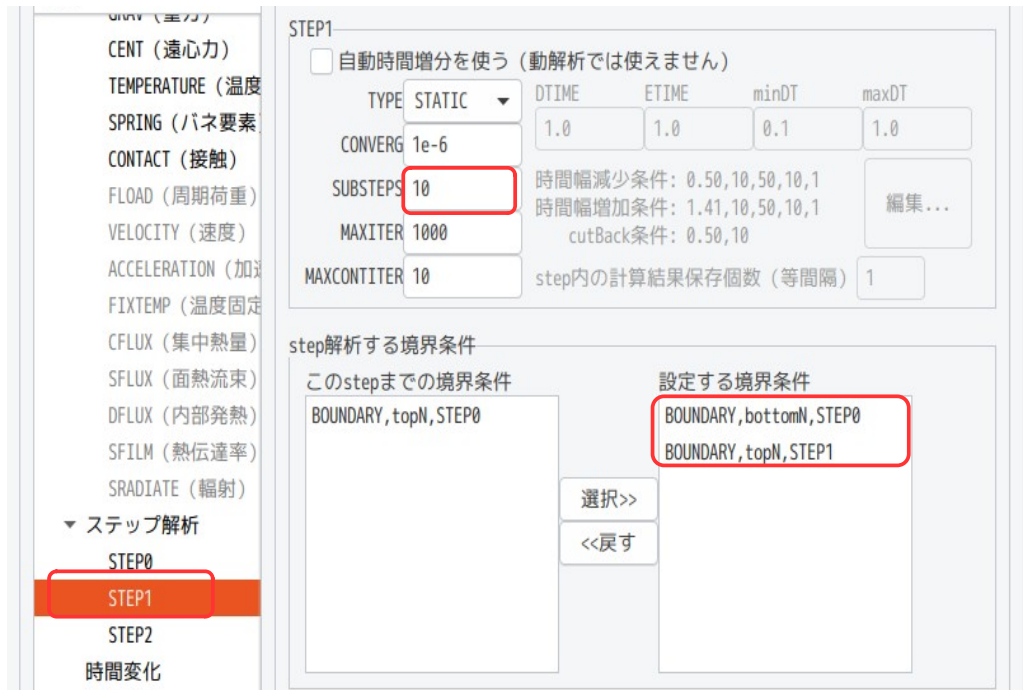 CENT (遠心力)
TEMPERATURE (温度
SPRING (バネ要素
CONTACT (接触)
FLOAD (周期荷重)
VELOCITY (速度)
ACCELERATION (加速
FIXTEMP (温度固定
CFLUX (集中熱量)
SFLUX (面熱流束)
DFLUX (内部発熱)
SFILM (熱伝達率)
SRADIATE (輻射)
▼ ステップ解析
STEP0
STEP1
STEP2
時間変化
STEP1
自動時間増分を使う (動解析では使えません)
TYPE STATIC
CONVERG 1e-6
SUBSTEPS 10
MAXITER 1000
MAXCONTITER 10
DTIME ETIME minDT maxDT
1.0 1.0 0.1 1.0
時間幅減少条件: 0.50,10,50,10,1
時間幅増加条件: 1.41,10,50,10,1
cutBack条件: 0.50,10
編集...
step内の計算結果保存個数 (等間隔) 1
step解析する境界条件
このstepまでの境界条件
BOUNDARY,topN,STEP0
選択>>
<<戻す
設定する境界条件
BOUNDARY,bottomN,STEP0
BOUNDARY,topN,STEP1